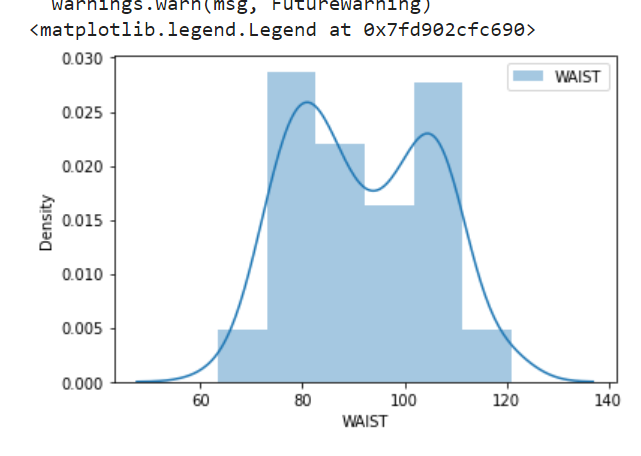 warnings.warn(msg, FutureWarning)
<matplotlib.legend.Legend at 0x7fd902cfc690>
0.030
WAIST
0.025
0.020
0.015
0.010
0.005
0.000
Density
60 80 100 120 140
WAIST